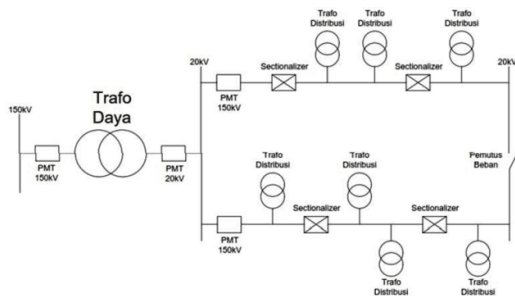 Trafo
Distribusi
Trafo
Distribusi
Trafo
Distribusi
20kV
Sectionalizer
Sectionalizer
20kV
Trafo
Daya
PMT
150kV
150kV
PMT
150kV
PMT
20kV
Trafo
Distribusi
Trafo
Distribusi
Pemutus
Beban
Sectionalizer
Sectionalizer
PMT
150kV
Trafo
Distribusi
Trafo
Distribusi